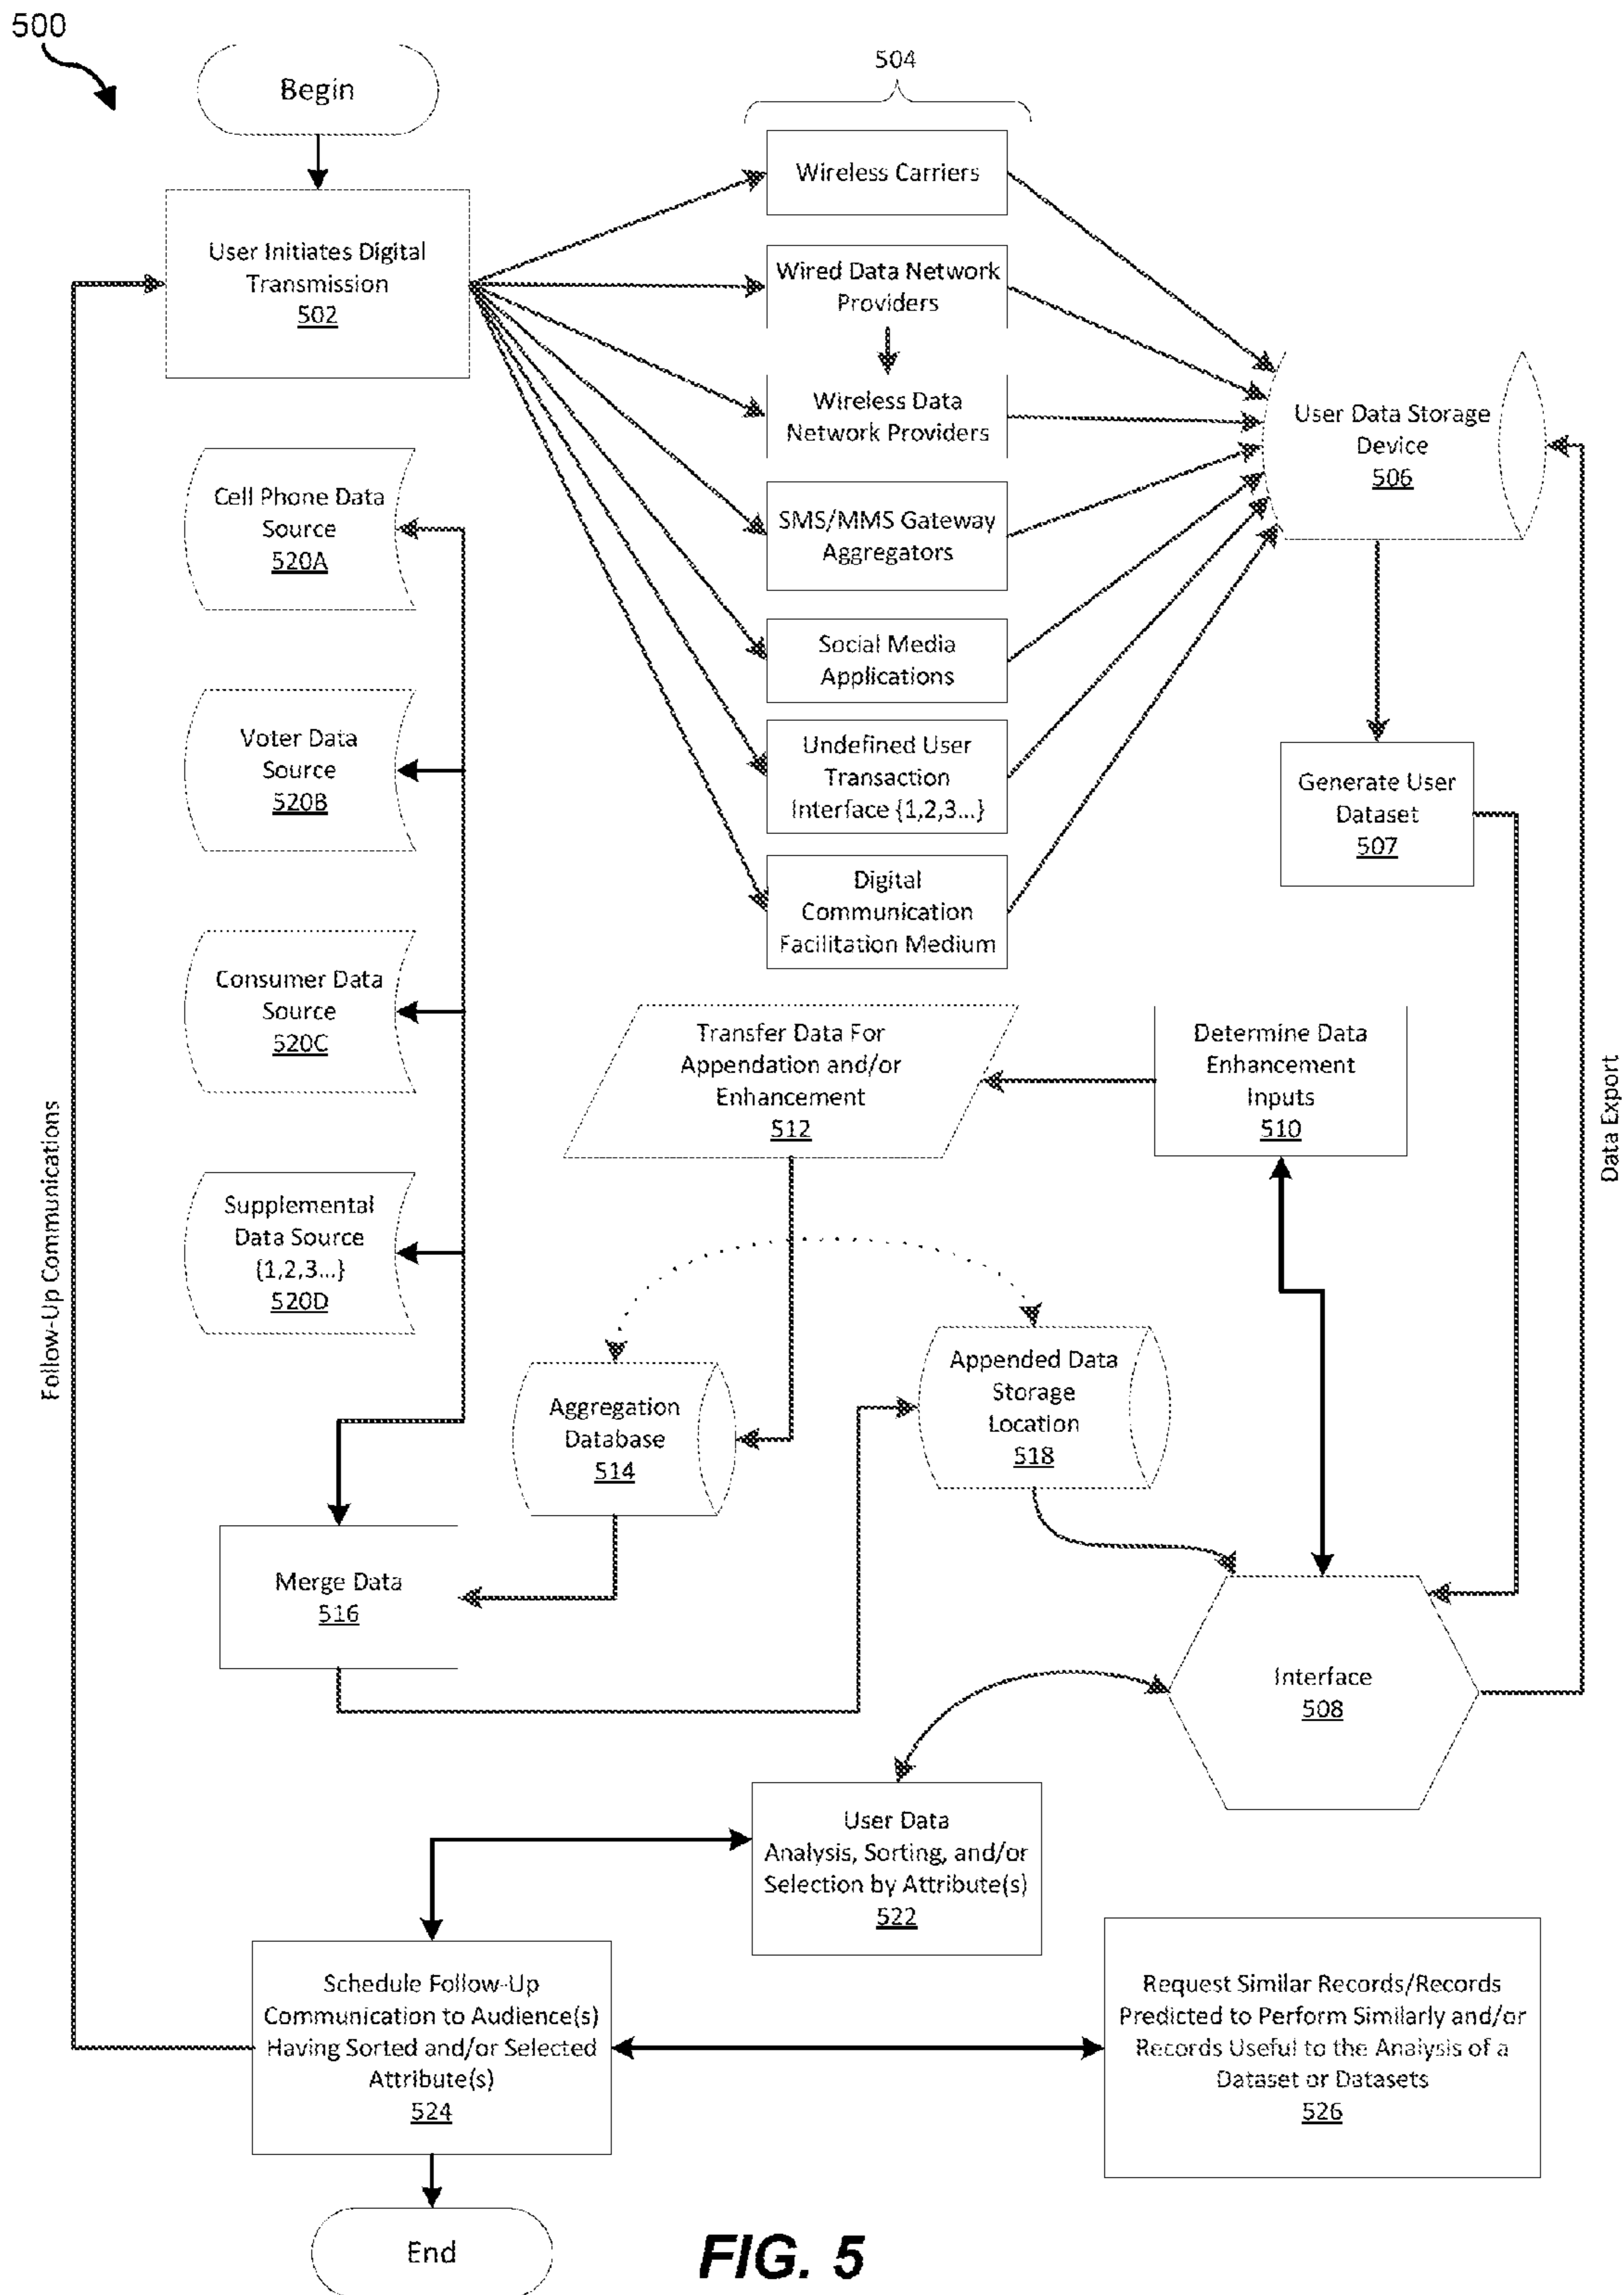 500
Begin
504
Wireless Carriers
User Initiates Digital
Transmission
502
Wired Data Network
Providers
Wireless Data
Network Providers
User Data Storage
Device
506
Cell Phone Data
Source
520A
SMS/MMS Gateway
Aggregators
Social Media
Applications
Voter Data
Source
520B
Undefined User
Transaction
Interface {1,2,3...}
Generate User
Dataset
507
Digital
Communication
Facilitation Medium
Consumer Data
Source
520C
Transfer Data For
Appendation and/or
Enhancement
512
Determine Data
Enhancement
Inputs
510
Data Export
Follow-Up Communications
Supplemental
Data Source
{1,2,3...}
520D
Aggregation
Database
514
Appended Data
Storage
Location
518
Merge Data
516
Interface
508
User Data
Analysis, Sorting, and/or
Selection by Attribute(s)
522
Schedule Follow-Up
Communication to Audience(s)
Having Sorted and/or Selected
Attribute(s)
524
Request Similar Records/Records
Predicted to Perform Similarly and/or
Records Useful to the Analysis of a
Dataset or Datasets
526
End
FIG. 5